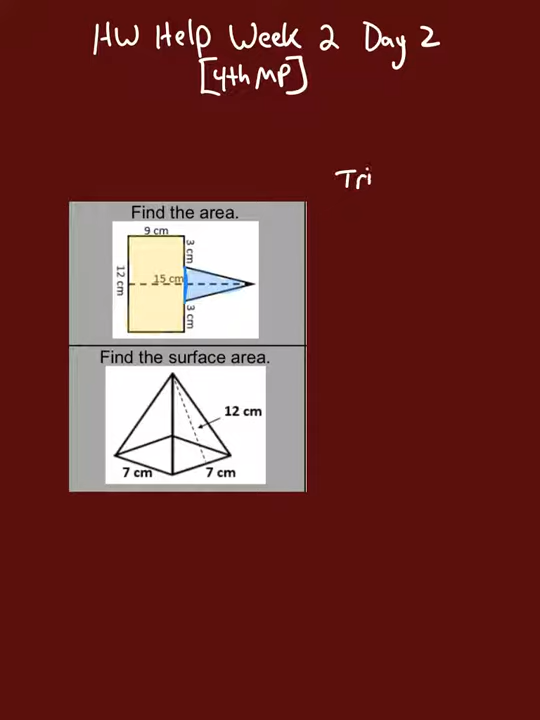 HW Help Week 2 Day 2
[4th MP]
Tri
Find the area.
9 cm
3 cm
12 cm
15 cm
3 cm
Find the surface area.
12 cm
7 cm
7 cm